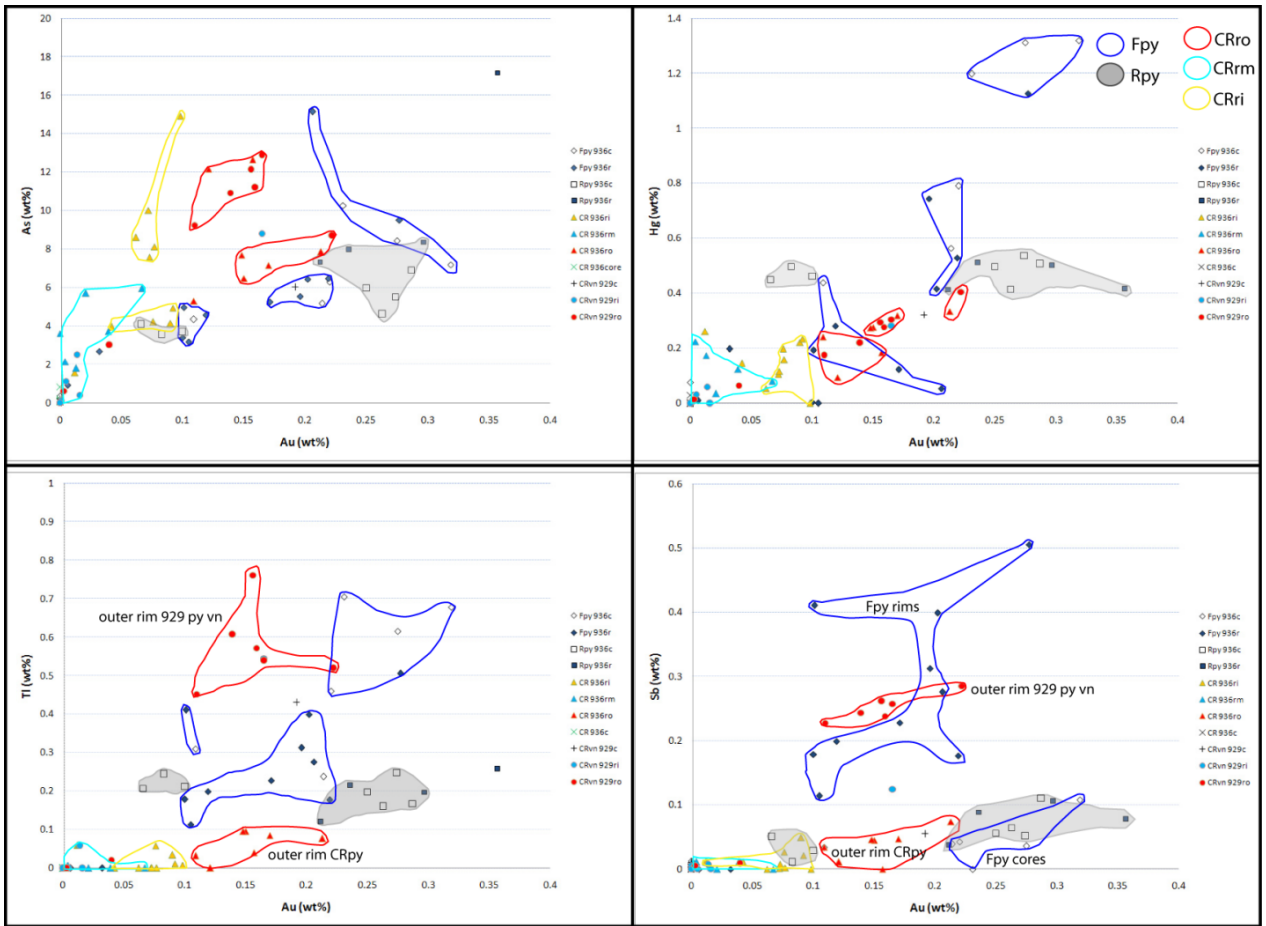 20
18
16
14
12
10
8
6
4
2
0
As (wt%)
0 0.05 0.1 0.15 0.2 0.25 0.3 0.35 0.4
Au (wt%)
Fpy 936c
Fpy 936r
Rpy 936c
Rpy 936r
CR 936ri
CR 936rm
CR 936ro
CR 936core
CRvn 929c
CRvn 929ri
CRvn 929ro
1.4
1.2
1
0.8
0.6
0.4
0.2
0
Hg (wt%)
0 0.05 0.1 0.15 0.2 0.25 0.3 0.35 0.4
Au (wt%)
Fpy
Rpy
CRro
CRrm
CRri
Fpy 936c
Fpy 936r
Rpy 936c
Rpy 936r
CR 936ri
CR 936rm
CR 936ro
CR 936c
CRvn 929c
CRvn 929ri
CRvn 929ro
1
0.9
0.8
0.7
0.6
0.5
0.4
0.3
0.2
0.1
0
Tl (wt%)
outer rim 929 py vn
outer rim CRpy
0 0.05 0.1 0.15 0.2 0.25 0.3 0.35 0.4
Au (wt%)
Fpy 936c
Fpy 936r
Rpy 936c
Rpy 936r
CR 936ri
CR 936rm
CR 936ro
CR 936c
CRvn 929c
CRvn 929ri
CRvn 929ro
0.6
0.5
0.4
0.3
0.2
0.1
0
Sb (wt%)
Fpy rims
outer rim 929 py vn
outer rim CRpy
Fpy cores
0 0.05 0.1 0.15 0.2 0.25 0.3 0.35 0.4
Au (wt%)
Fpy 936c
Fpy 936r
Rpy 936c
Rpy 936r
CR 936ri
CR 936rm
CR 936ro
CR 936c
CRvn 929c
CRvn 929ri
CRvn 929ro